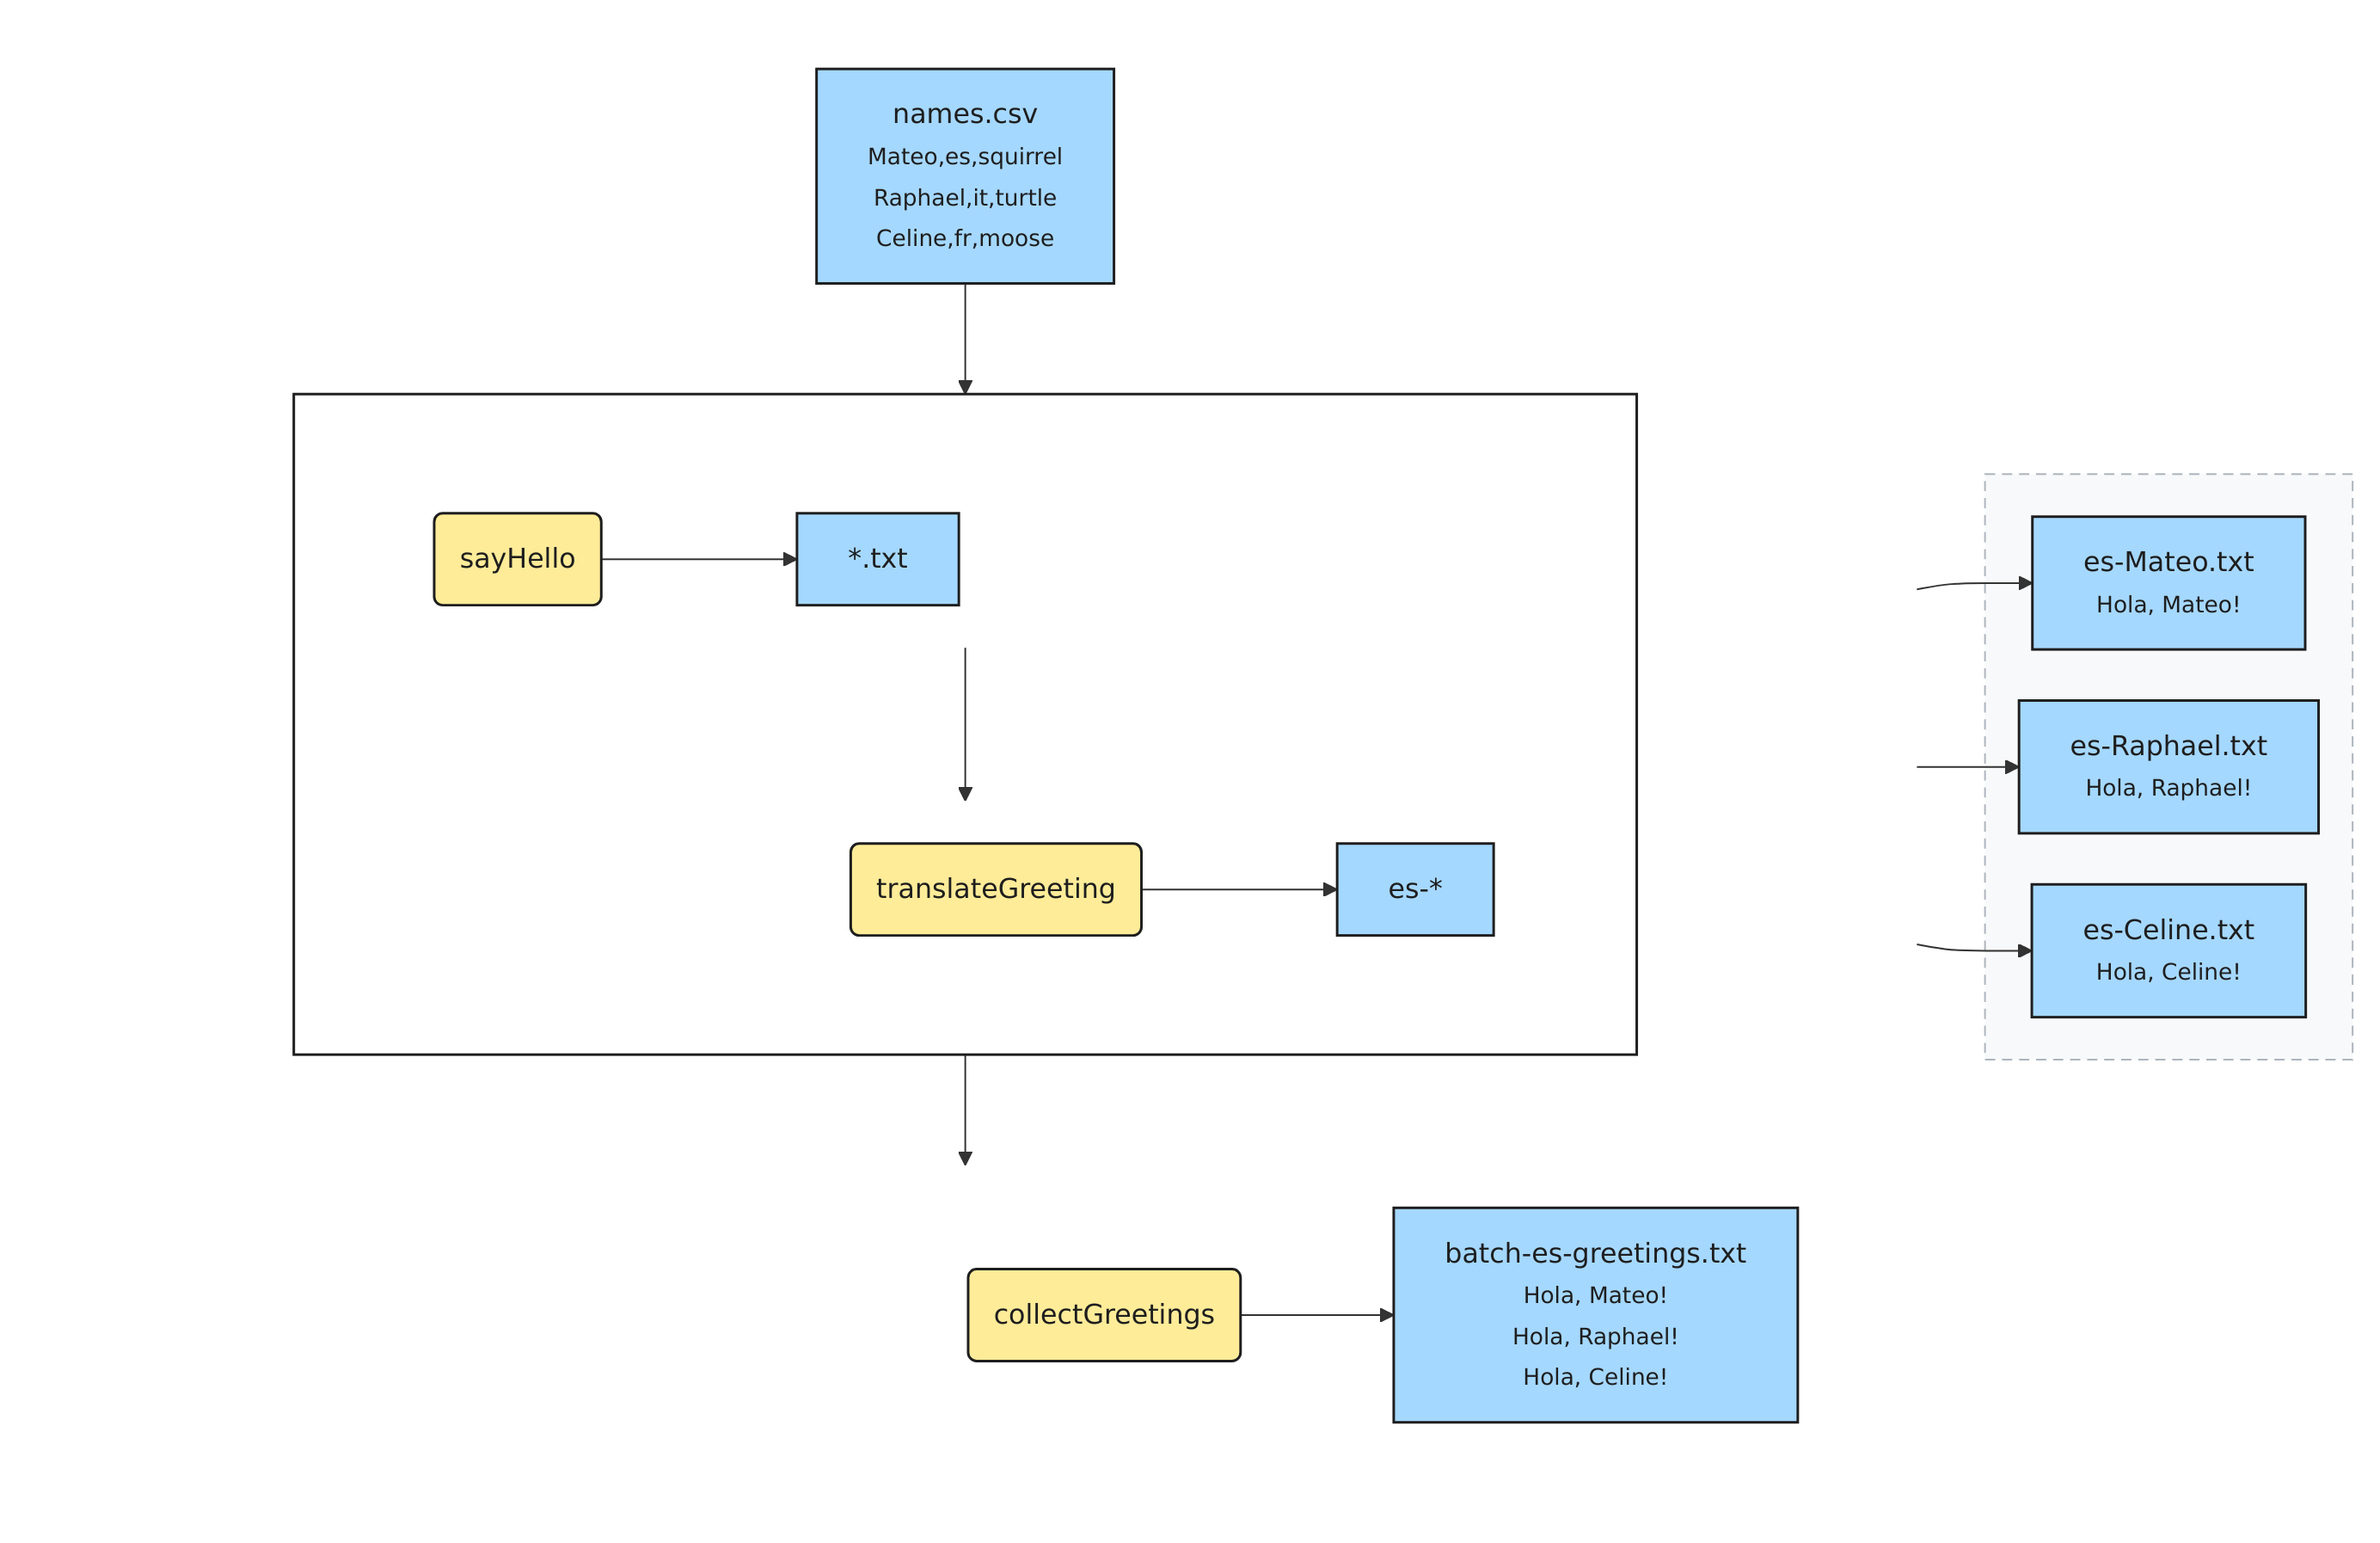 names.csv
Mateo,es,squirrel
Raphael,it,turtle
Celine,fr,moose
sayHello
*.txt
translateGreeting
es-*
es-Mateo.txt
Hola, Mateo!
es-Raphael.txt
Hola, Raphael!
es-Celine.txt
Hola, Celine!
collectGreetings
batch-es-greetings.txt
Hola, Mateo!
Hola, Raphael!
Hola, Celine!